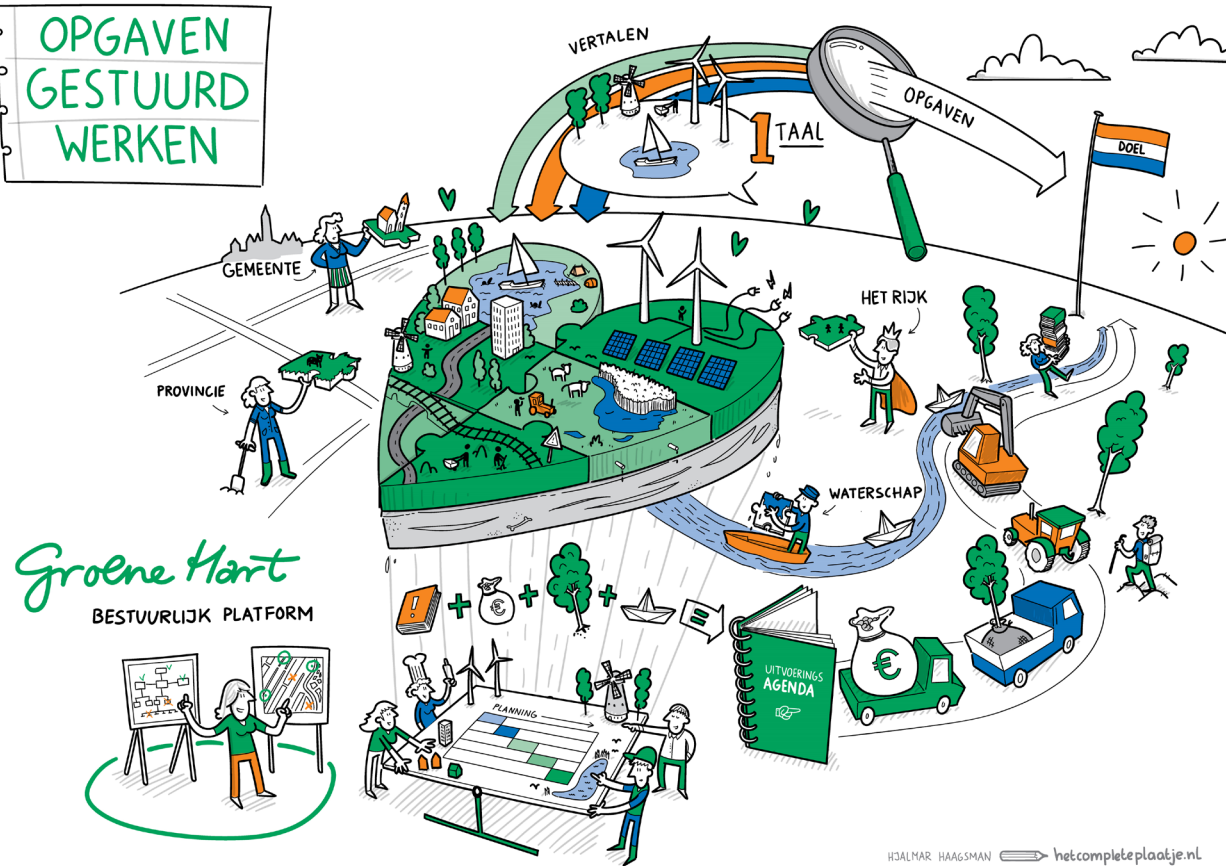 OPGAVEN
GESTUURD
WERKEN
VERTALEN
1 TAAL
OPGAVEN
DOEL
GEMEENTE
HET RIJK
PROVINCIE
WATERSCHAP
Groene Hart
BESTUURLIJK PLATFORM
! + € + + =
UITVOERINGS
AGENDA
€
PLANNING
HJALMAR HAAGSMAN hetcompleteplaatje.nl